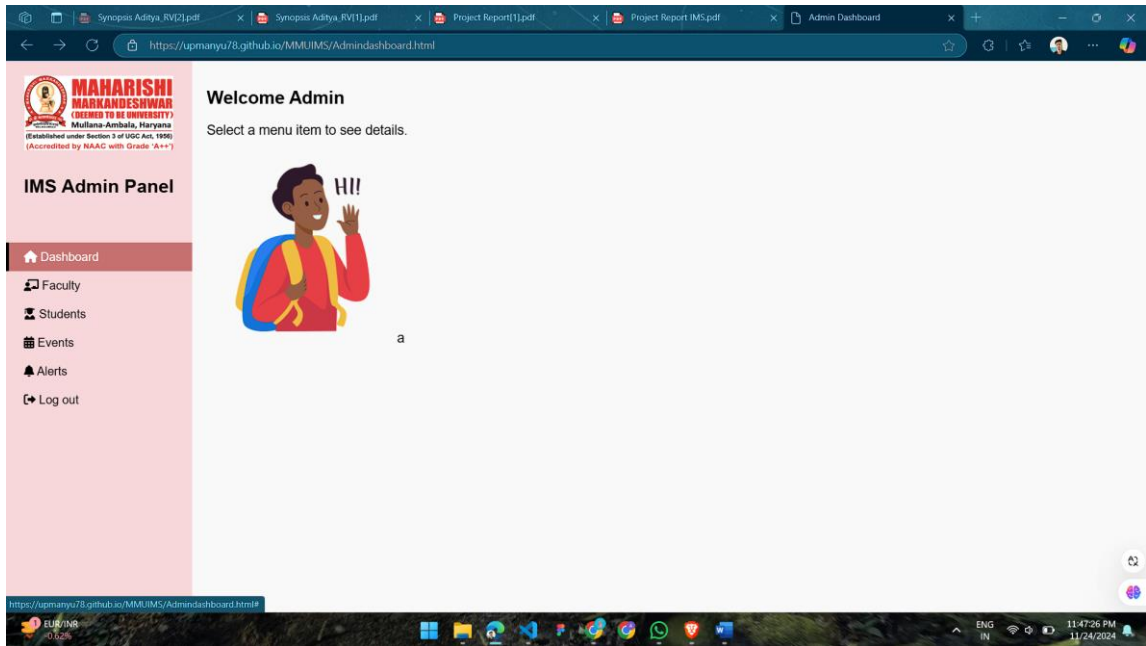 Synopsis Aditya_RV[2].pdf
Synopsis Aditya_RV[1].pdf
Project Report[1].pdf
Project Report IMS.pdf
Admin Dashboard
https://upmanyu78.github.io/MMUIMS/Admindashboard.html
MAHARISHI
MARKANDESHWAR
(DEEMED TO BE UNIVERSITY)
Mullana-Ambala, Haryana
(Established under Section 3 of UGC Act, 1956)
(Accredited by NAAC with Grade 'A++')
IMS Admin Panel
Dashboard
Faculty
Students
Events
Alerts
Log out
Welcome Admin
Select a menu item to see details.
HI!
a
https://upmanyu78.github.io/MMUIMS/Admindashboard.html#
1
EUR/INR
-0.62%
ENG
IN
11:47:26 PM
11/24/2024